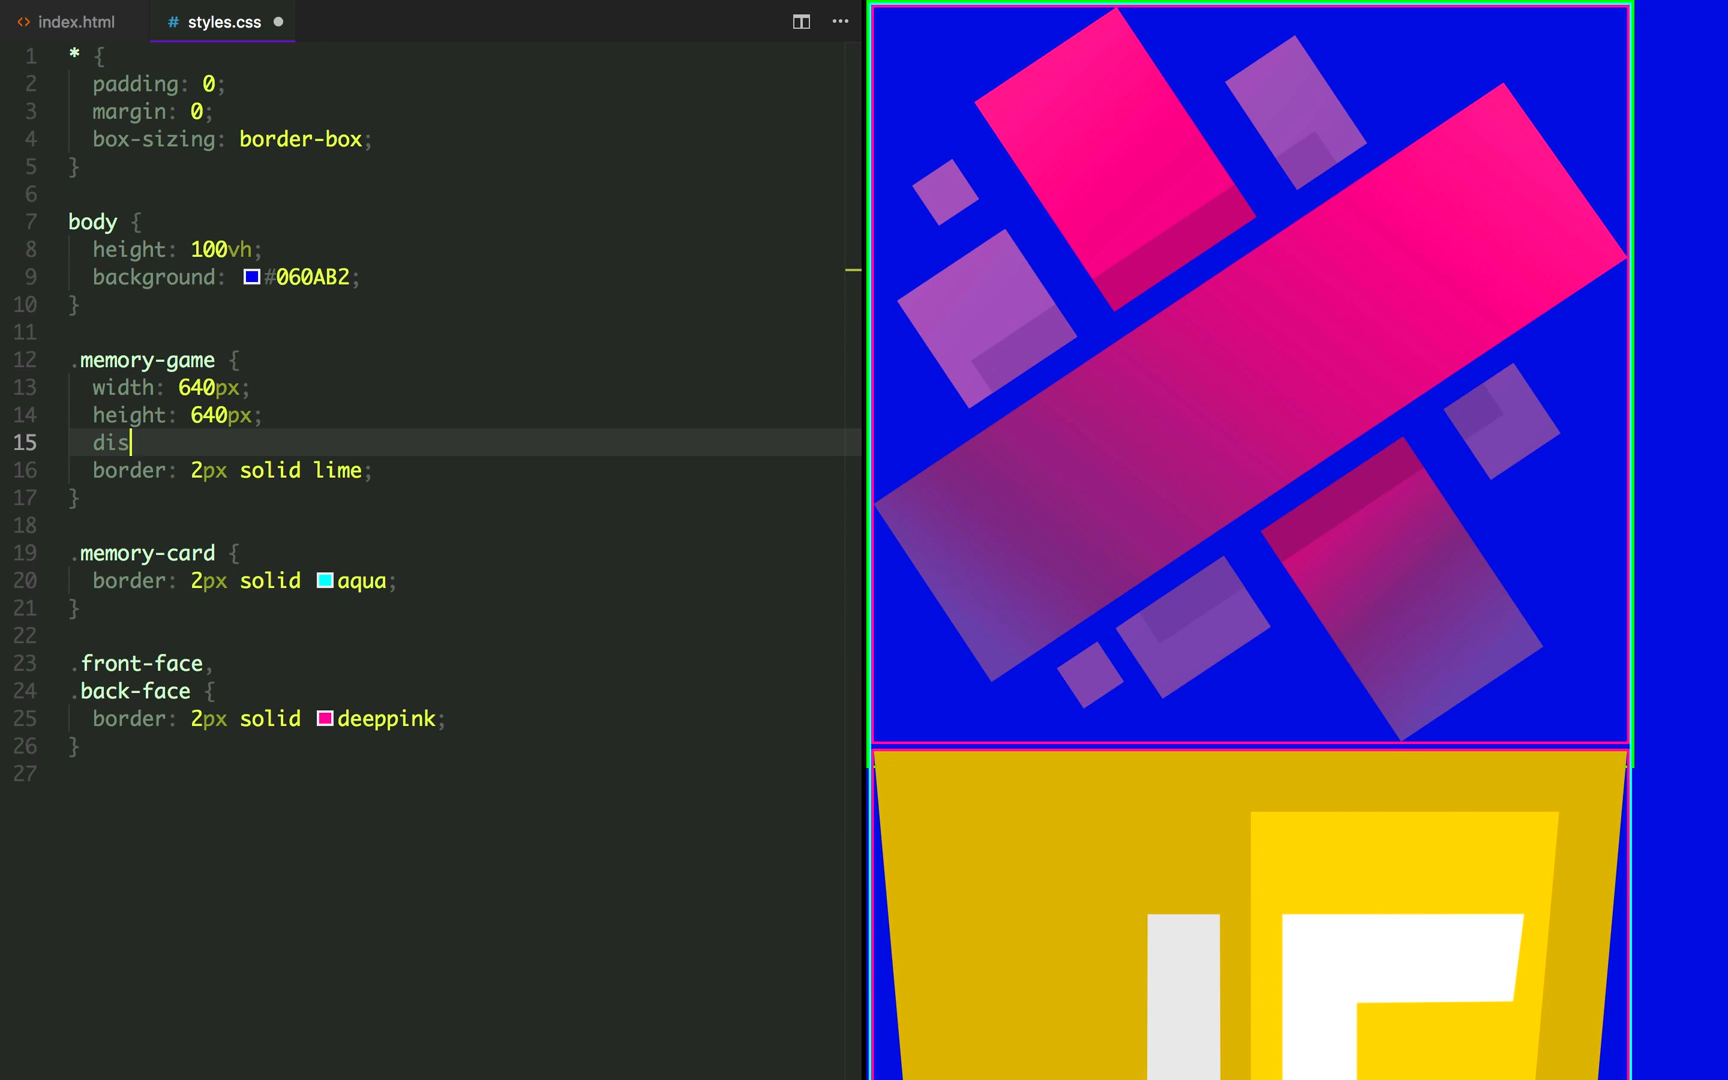 <> index.html
# styles.css
1 * {
2 padding: 0;
3 margin: 0;
4 box-sizing: border-box;
5 }
6
7 body {
8 height: 100vh;
9 background: #060AB2;
10 }
11
12 .memory-game {
13 width: 640px;
14 height: 640px;
15 dis
16 border: 2px solid lime;
17 }
18
19 .memory-card {
20 border: 2px solid aqua;
21 }
22
23 .front-face,
24 .back-face {
25 border: 2px solid deeppink;
26 }
27